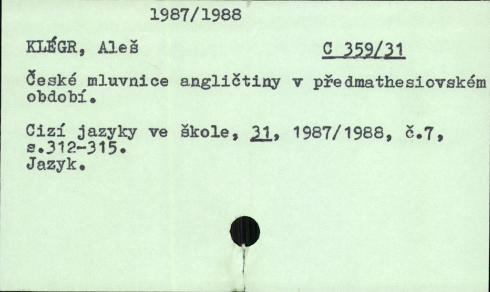 1987/1988
KLÉGR, Aleš C 359/31
České mluvnice angličtiny v předmathesiovském
období.
Cizí jazyky ve škole, 31, 1987/1988, č.7,
s.312-315.
Jazyk.